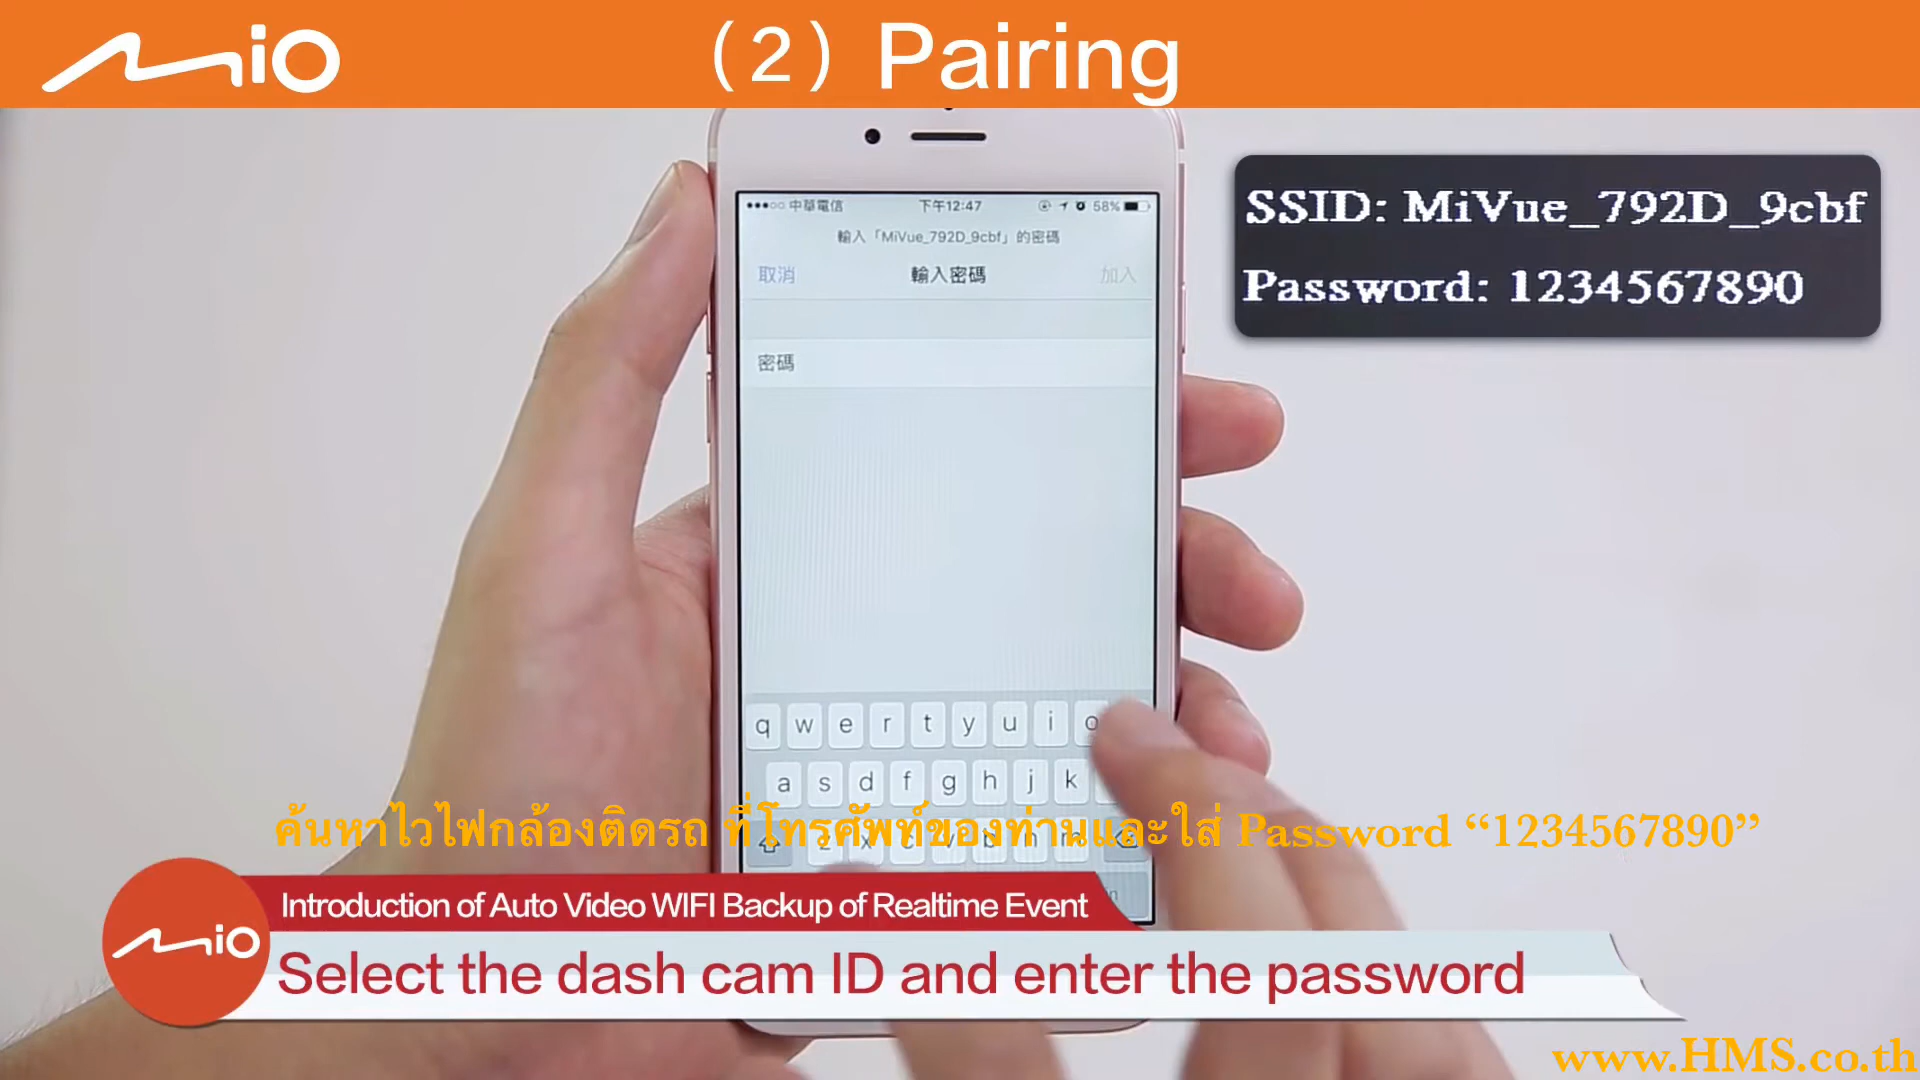 Mio
(2) Pairing
SSID: MiVue_792D_9cbf
Password: 1234567890
中華電信 下午12:47 58%
輸入「MiVue_792D_9cbf」的密碼
取消 輸入密碼 加入
密碼
q w e r t y u i o
a s d f g h j k
z x c v b n m
ค้นหาไวไฟกล้องติดรถ ที่โทรศัพท์ของท่านและใส่ Password “1234567890”
Introduction of Auto Video WIFI Backup of Realtime Event
Mio
Select the dash cam ID and enter the password
www.HMS.co.th